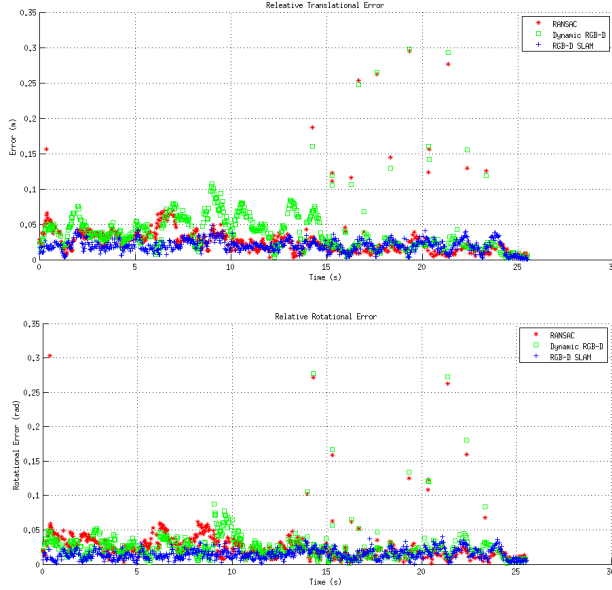 Releative Translational Error
0.35
0.3
0.25
0.2
0.15
0.1
0.05
0
Error (m)
RANSAC
Dynamic RGB-D
RGB-D SLAM
0 5 10 15 20 25 3
Time (s)
Relative Rotational Error
0.35
0.3
0.25
0.2
0.15
0.1
0.05
0
Rotational Error (rad)
RANSAC
Dynamic RGB-D
RGB-D SLAM
0 5 10 15 20 25 30
Time (s)